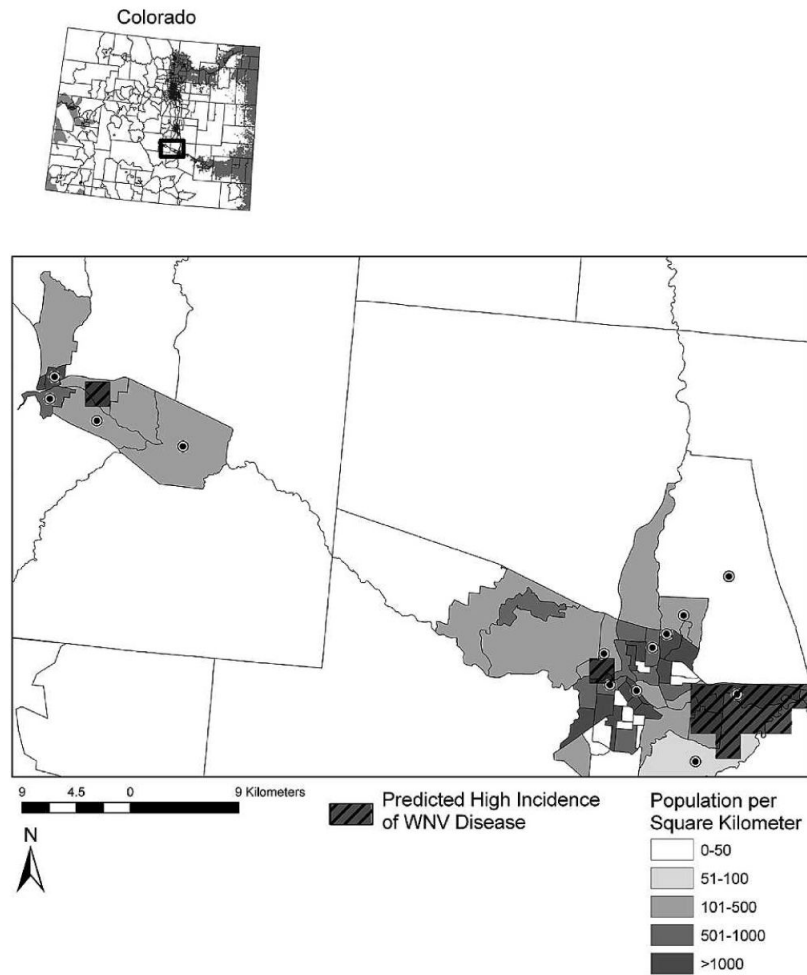 Colorado
9 4.5 0 9 Kilometers
N
Predicted High Incidence
of WNV Disease
Population per
Square Kilometer
0-50
51-100
101-500
501-1000
>1000